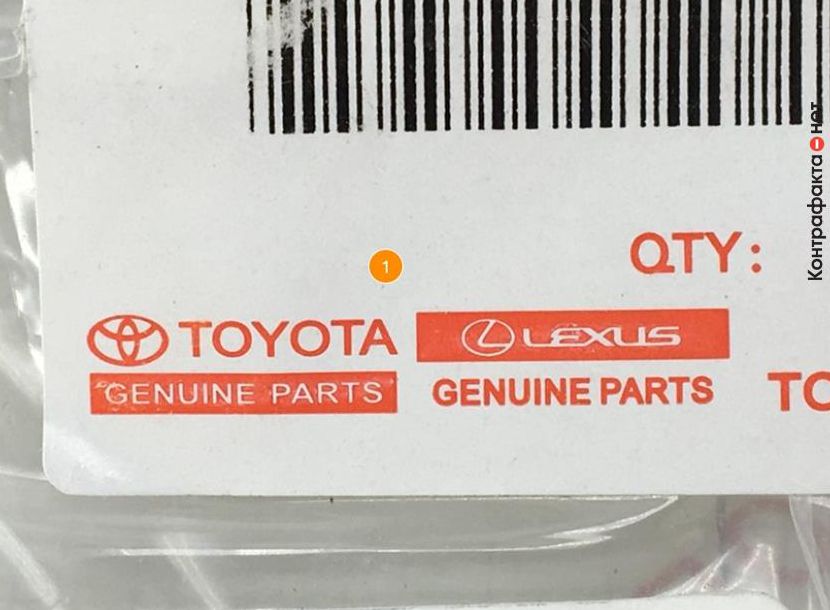 QTY:
1
TOYOTA
GENUINE PARTS
LEXUS
GENUINE PARTS
TO
Контрафакта нет